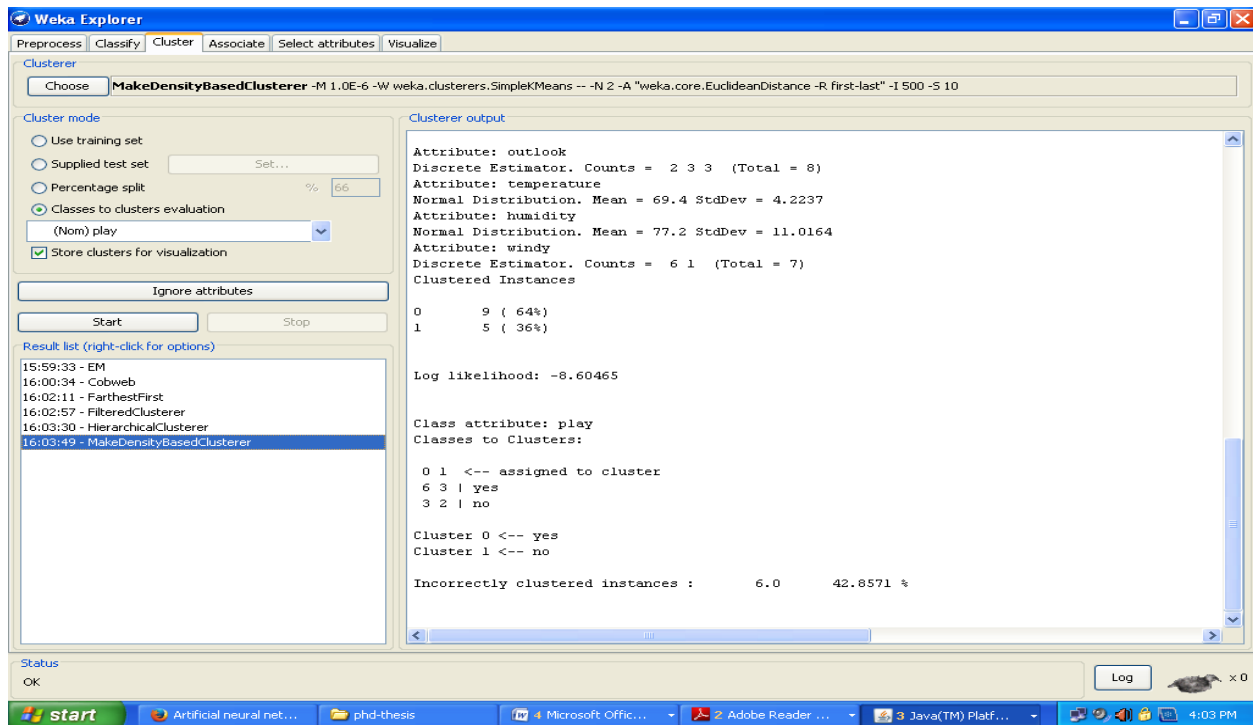 Weka Explorer
Preprocess Classify Cluster Associate Select attributes Visualize
Clusterer
Choose MakeDensityBasedClusterer -M 1.0E-6 -W weka.clusterers.SimpleKMeans -- -N 2 -A "weka.core.EuclideanDistance -R first-last" -I 500 -S 10
Cluster mode
Use training set
Supplied test set Set...
Percentage split % 66
Classes to clusters evaluation
(Nom) play
Store clusters for visualization
Ignore attributes
Start Stop
Result list (right-click for options)
15:59:33 - EM
16:00:34 - Cobweb
16:02:11 - FarthestFirst
16:02:57 - FilteredClusterer
16:03:30 - HierarchicalClusterer
16:03:49 - MakeDensityBasedClusterer
Clusterer output
Attribute: outlook
Discrete Estimator. Counts = 2 3 3 (Total = 8)
Attribute: temperature
Normal Distribution. Mean = 69.4 StdDev = 4.2237
Attribute: humidity
Normal Distribution. Mean = 77.2 StdDev = 11.0164
Attribute: windy
Discrete Estimator. Counts = 6 1 (Total = 7)
Clustered Instances
0 9 ( 64%)
1 5 ( 36%)
Log likelihood: -8.60465
Class attribute: play
Classes to Clusters:
0 1 <-- assigned to cluster
6 3 | yes
3 2 | no
Cluster 0 <-- yes
Cluster 1 <-- no
Incorrectly clustered instances : 6.0 42.8571 %
Status
OK
Log x 0
start Artificial neural net... phd-thesis 4 Microsoft Offic... 2 Adobe Reader ... 3 Java(TM) Platf... 4:03 PM